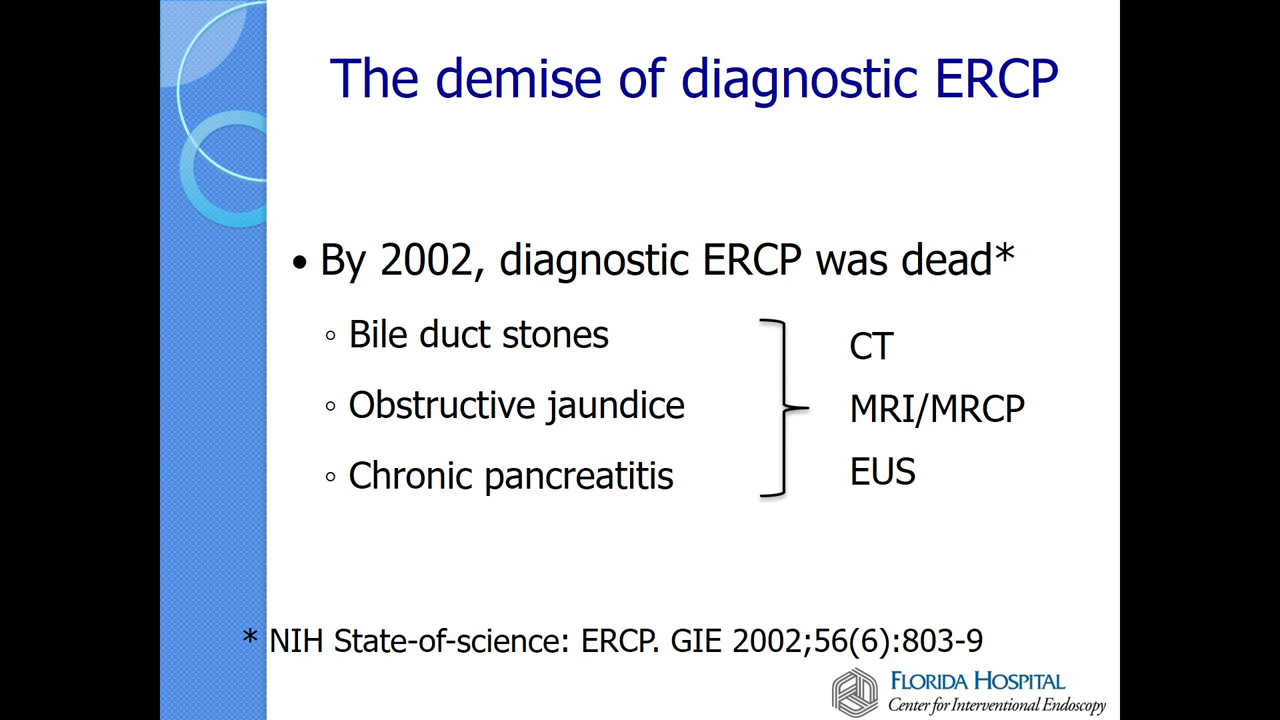 The demise of diagnostic ERCP
• By 2002, diagnostic ERCP was dead*
◦ Bile duct stones
◦ Obstructive jaundice
◦ Chronic pancreatitis
CT
MRI/MRCP
EUS
* NIH State-of-science: ERCP. GIE 2002;56(6):803-9
FLORIDA HOSPITAL
Center for Interventional Endoscopy